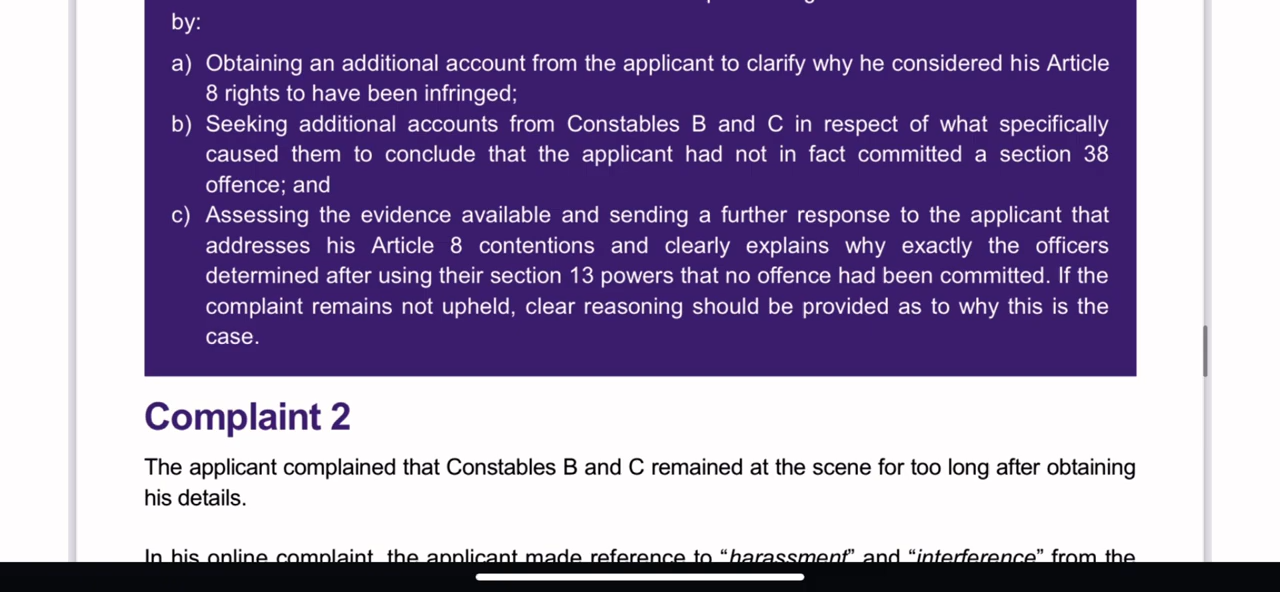 by:
a) Obtaining an additional account from the applicant to clarify why he considered his Article
8 rights to have been infringed;
b) Seeking additional accounts from Constables B and C in respect of what specifically
caused them to conclude that the applicant had not in fact committed a section 38
offence; and
c) Assessing the evidence available and sending a further response to the applicant that
addresses his Article 8 contentions and clearly explains why exactly the officers
determined after using their section 13 powers that no offence had been committed. If the
complaint remains not upheld, clear reasoning should be provided as to why this is the
case.
Complaint 2
The applicant complained that Constables B and C remained at the scene for too long after obtaining
his details.
In his online complaint, the applicant made reference to “harassment” and “interference” from the